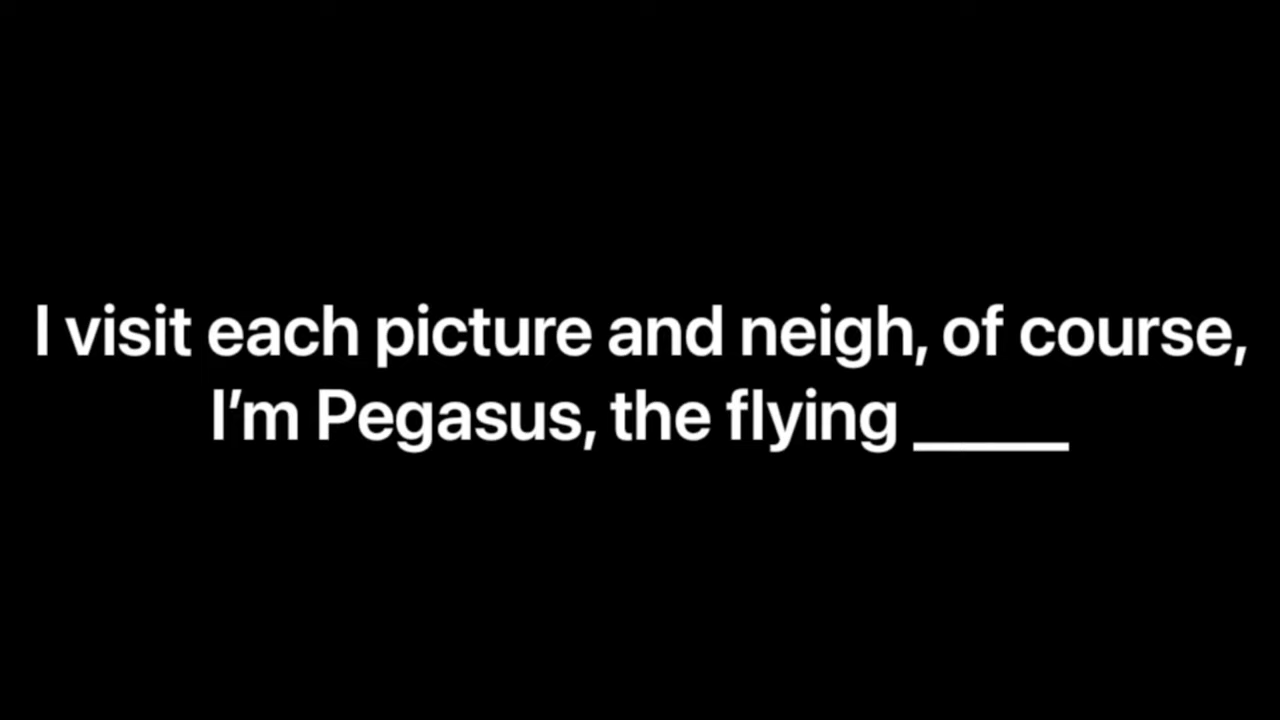 I visit each picture and neigh, of course,
I’m Pegasus, the flying _____